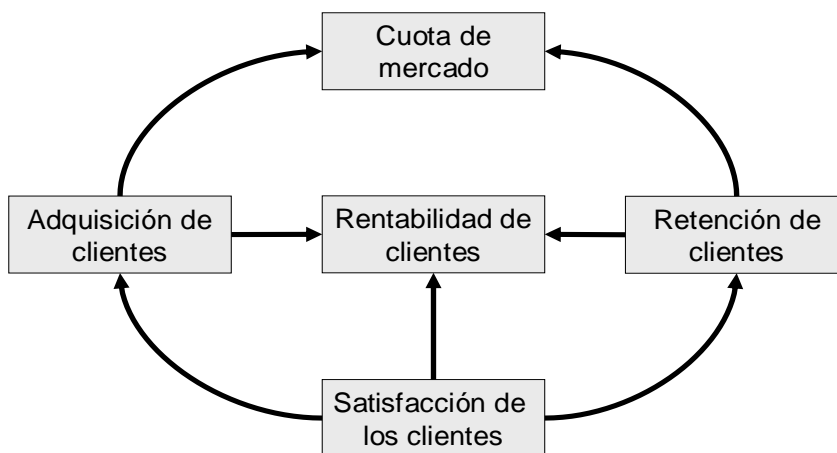 Cuota de
mercado
Adquisición de
clientes
Rentabilidad de
clientes
Retención de
clientes
Satisfacción de
los clientes